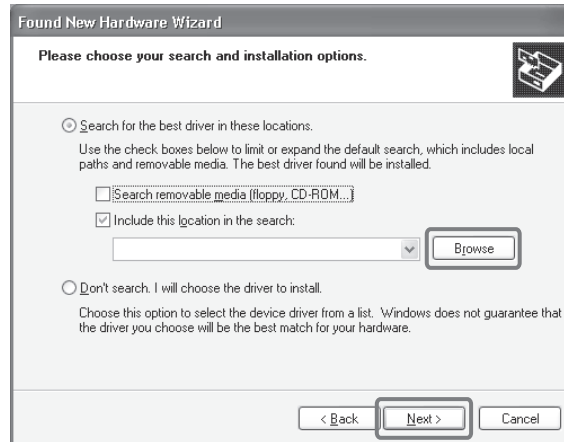 Found New Hardware Wizard
Please choose your search and installation options.
Search for the best driver in these locations.
Use the check boxes below to limit or expand the default search, which includes local
paths and removable media. The best driver found will be installed.
Search removable media (floppy, CD-ROM...)
Include this location in the search:
Browse
Don't search. I will choose the driver to install.
Choose this option to select the device driver from a list. Windows does not guarantee that
the driver you choose will be the best match for your hardware.
< Back Next > Cancel